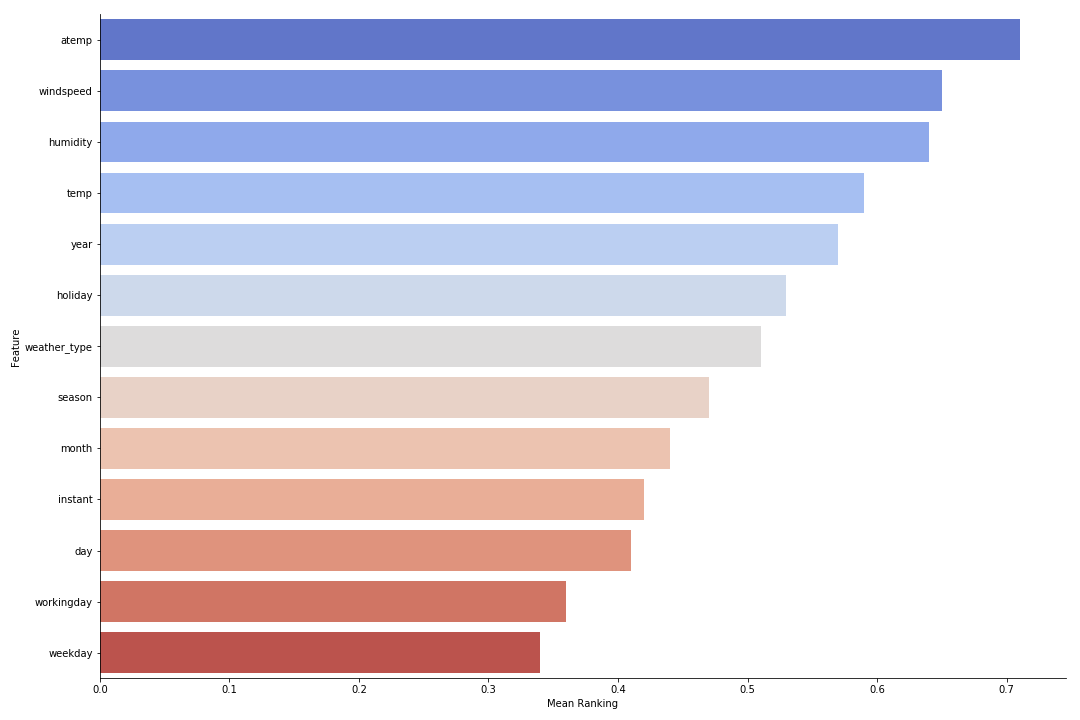 atemp
windspeed
humidity
temp
year
holiday
weather_type
season
month
instant
day
workingday
weekday
Feature
0.0 0.1 0.2 0.3 0.4 0.5 0.6 0.7
Mean Ranking